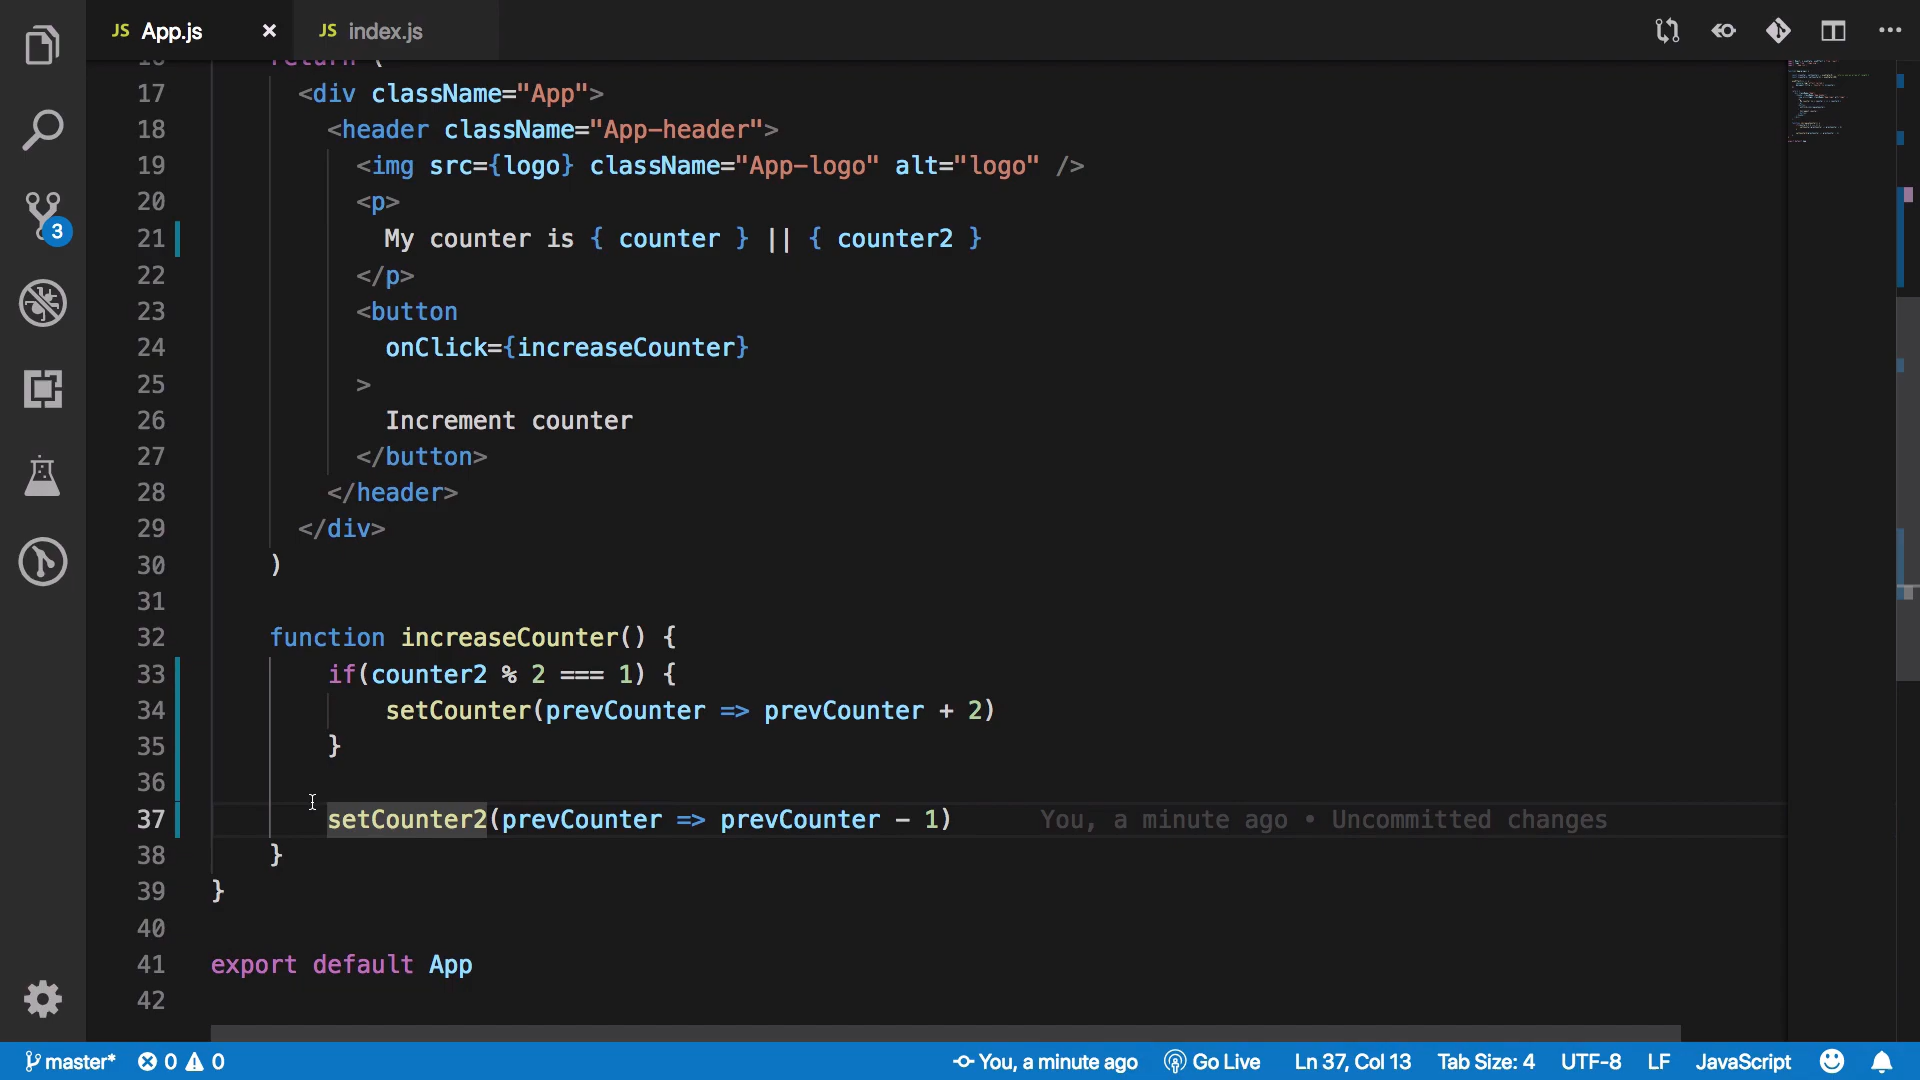 JS App.js × JS index.js
16 return (
17 <div className="App">
18 <header className="App-header">
19 <img src={logo} className="App-logo" alt="logo" />
20 <p>
21 My counter is { counter } || { counter2 }
22 </p>
23 <button
24 onClick={increaseCounter}
25 >
26 Increment counter
27 </button>
28 </header>
29 </div>
30 )
31
32 function increaseCounter() {
33 if(counter2 % 2 === 1) {
34 setCounter(prevCounter => prevCounter + 2)
35 }
36
37 setCounter2(prevCounter => prevCounter - 1) You, a minute ago • Uncommitted changes
38 }
39 }
40
41 export default App
42
3
master* 0 0 You, a minute ago Go Live Ln 37, Col 13 Tab Size: 4 UTF-8 LF JavaScript